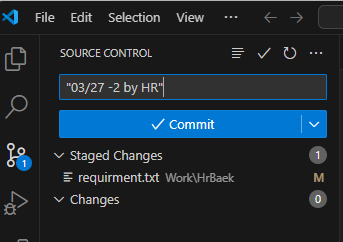 File Edit Selection View ...
SOURCE CONTROL
"03/27 -2 by HR"
Commit
Staged Changes 1
requirment.txt Work\HrBaek M
Changes 0
1